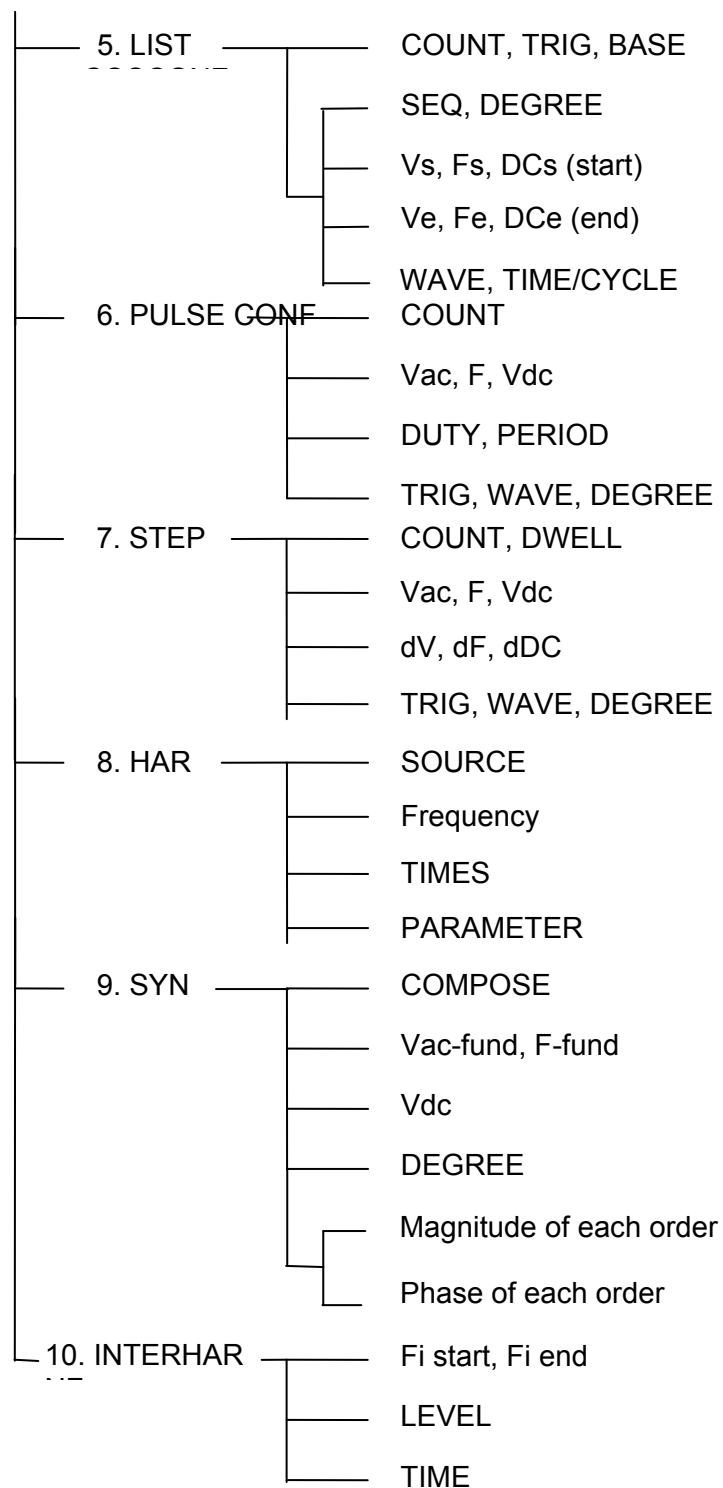 5. LIST
COUNT, TRIG, BASE
SEQ, DEGREE
Vs, Fs, DCs (start)
Ve, Fe, DCe (end)
WAVE, TIME/CYCLE
6. PULSE CONF
COUNT
Vac, F, Vdc
DUTY, PERIOD
TRIG, WAVE, DEGREE
7. STEP
COUNT, DWELL
Vac, F, Vdc
dV, dF, dDC
TRIG, WAVE, DEGREE
8. HAR
SOURCE
Frequency
TIMES
PARAMETER
9. SYN
COMPOSE
Vac-fund, F-fund
Vdc
DEGREE
Magnitude of each order
Phase of each order
10. INTERHAR
Fi start, Fi end
LEVEL
TIME